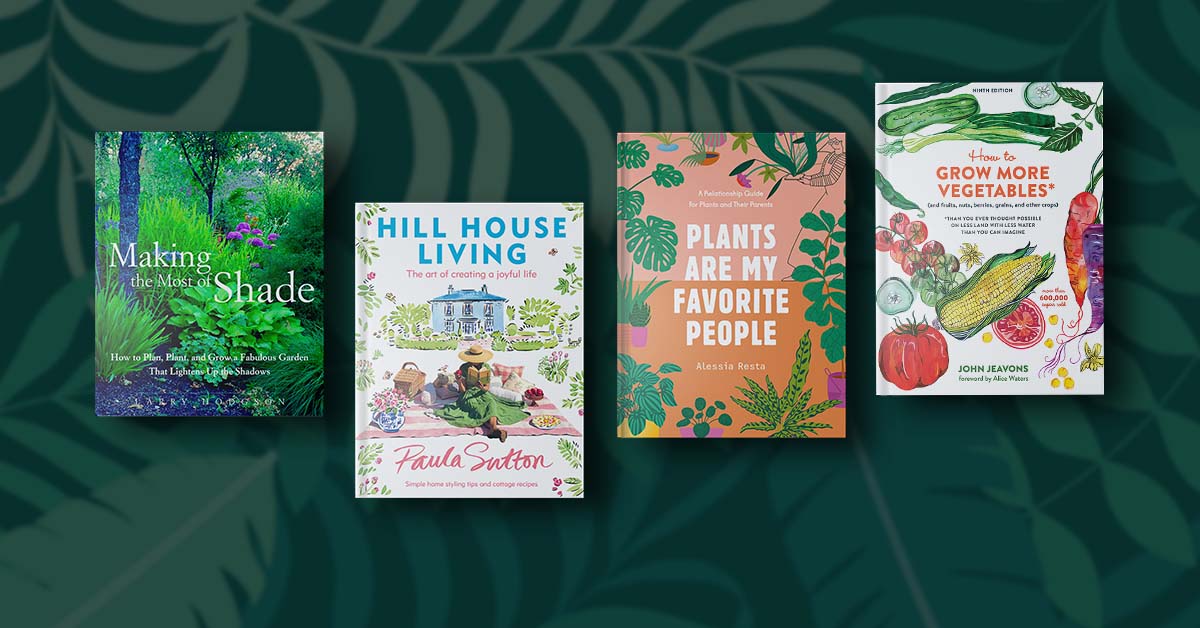 Making
the Most of
Shade
How to Plan, Plant, and Grow a Fabulous Garden
That Lightens Up the Shadows
LARRY HODGSON
HILL HOUSE
LIVING
The art of creating a joyful life
Paula Sutton
Simple home styling tips and cottage recipes
A Relationship Guide
for Plants and Their Parents
PLANTS
ARE MY
FAVORITE
PEOPLE
Alessia Resta
NINTH EDITION
How to
GROW MORE
VEGETABLES*
(and fruits, nuts, berries, grains, and other crops)
*THAN YOU EVER THOUGHT POSSIBLE
ON LESS LAND WITH LESS WATER
THAN YOU CAN IMAGINE
more than
600,000
copies sold
JOHN JEAVONS
foreword by Alice Waters